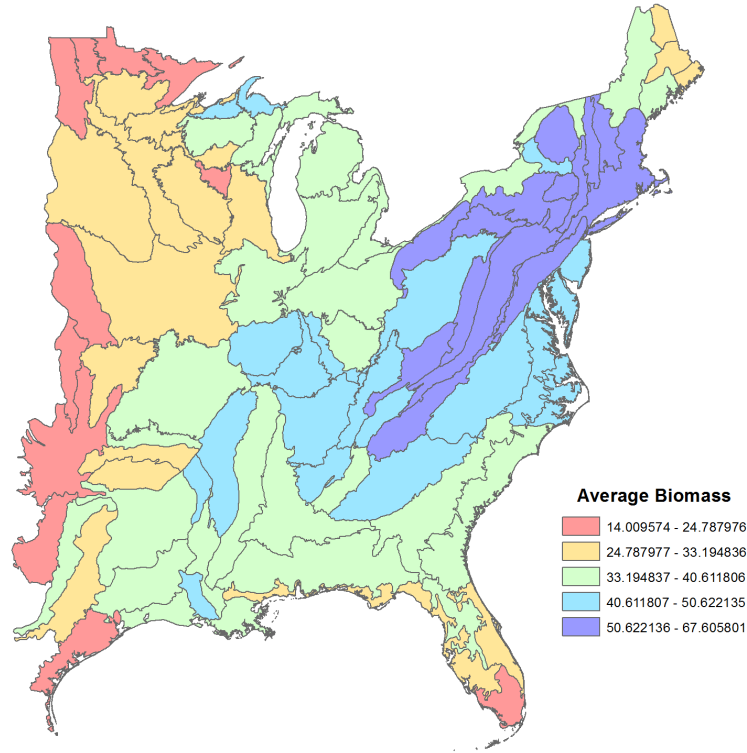 Average Biomass
14.009574 - 24.787976
24.787977 - 33.194836
33.194837 - 40.611806
40.611807 - 50.622135
50.622136 - 67.605801